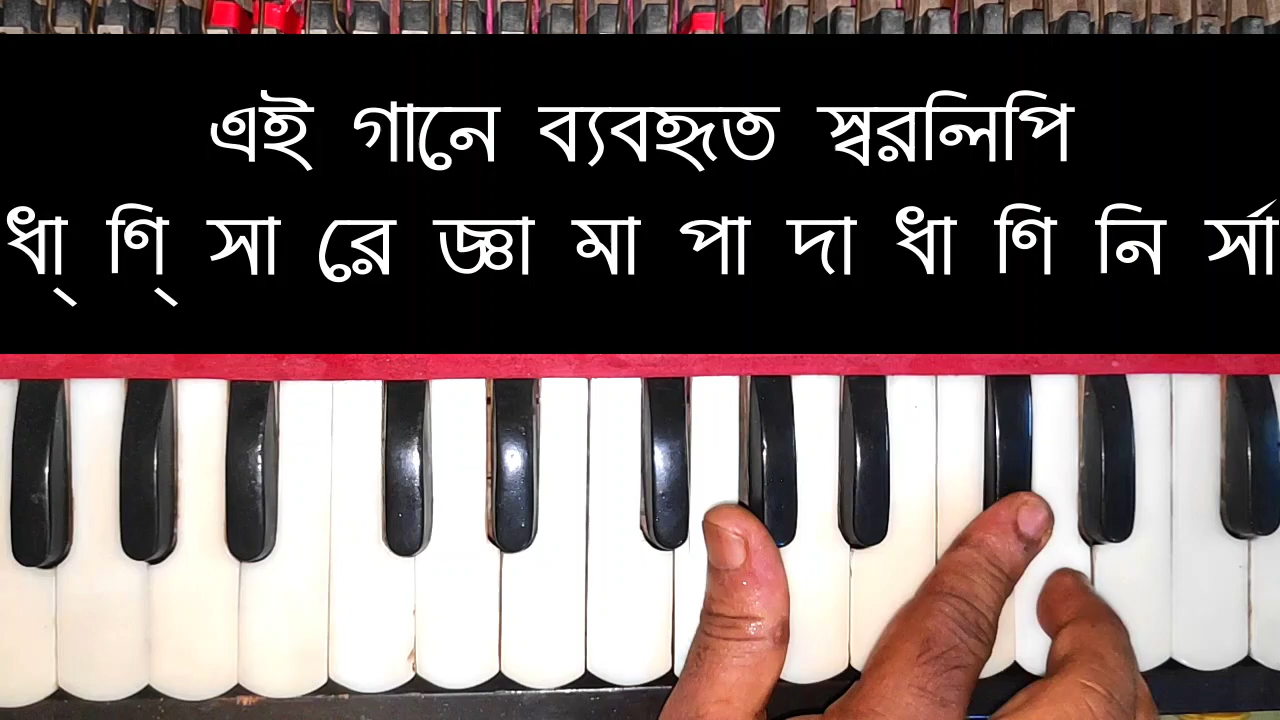 এই গানে ব্যবহৃত স্বরলিপি
ধা্ ণি্ সা রে জ্ঞা মা পা দা ধা ণি নি র্সা